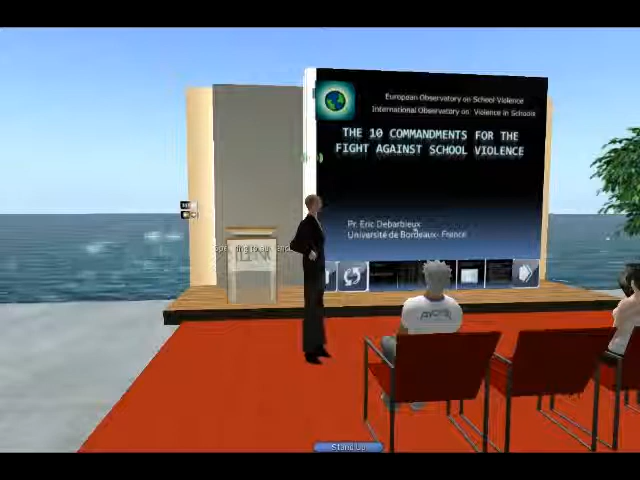 European Observatory on School Violence
International Observatory on Violence in Schools
THE 10 COMMANDMENTS FOR THE
FIGHT AGAINST SCHOOL VIOLENCE
Pr. Eric Debarbieux
Université de Bordeaux- France
Stand Up